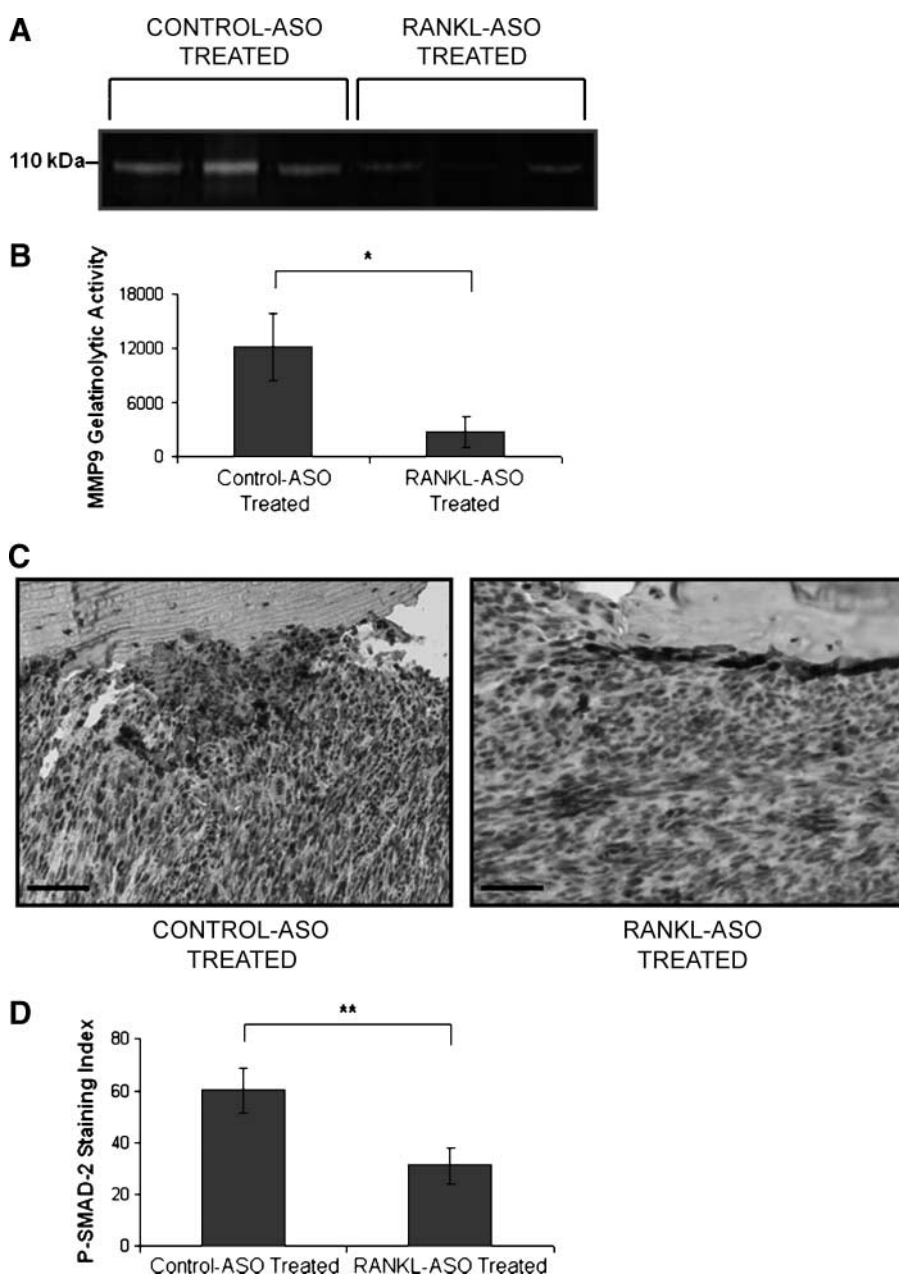 A
CONTROL-ASO TREATED
RANKL-ASO TREATED
110 kDa
B
*
MMP9 Gelatinolytic Activity
18000
12000
6000
0
Control-ASO Treated
RANKL-ASO Treated
C
CONTROL-ASO TREATED
RANKL-ASO TREATED
D
**
P-SMAD-2 Staining Index
80
60
40
20
0
Control-ASO Treated
RANKL-ASO Treated